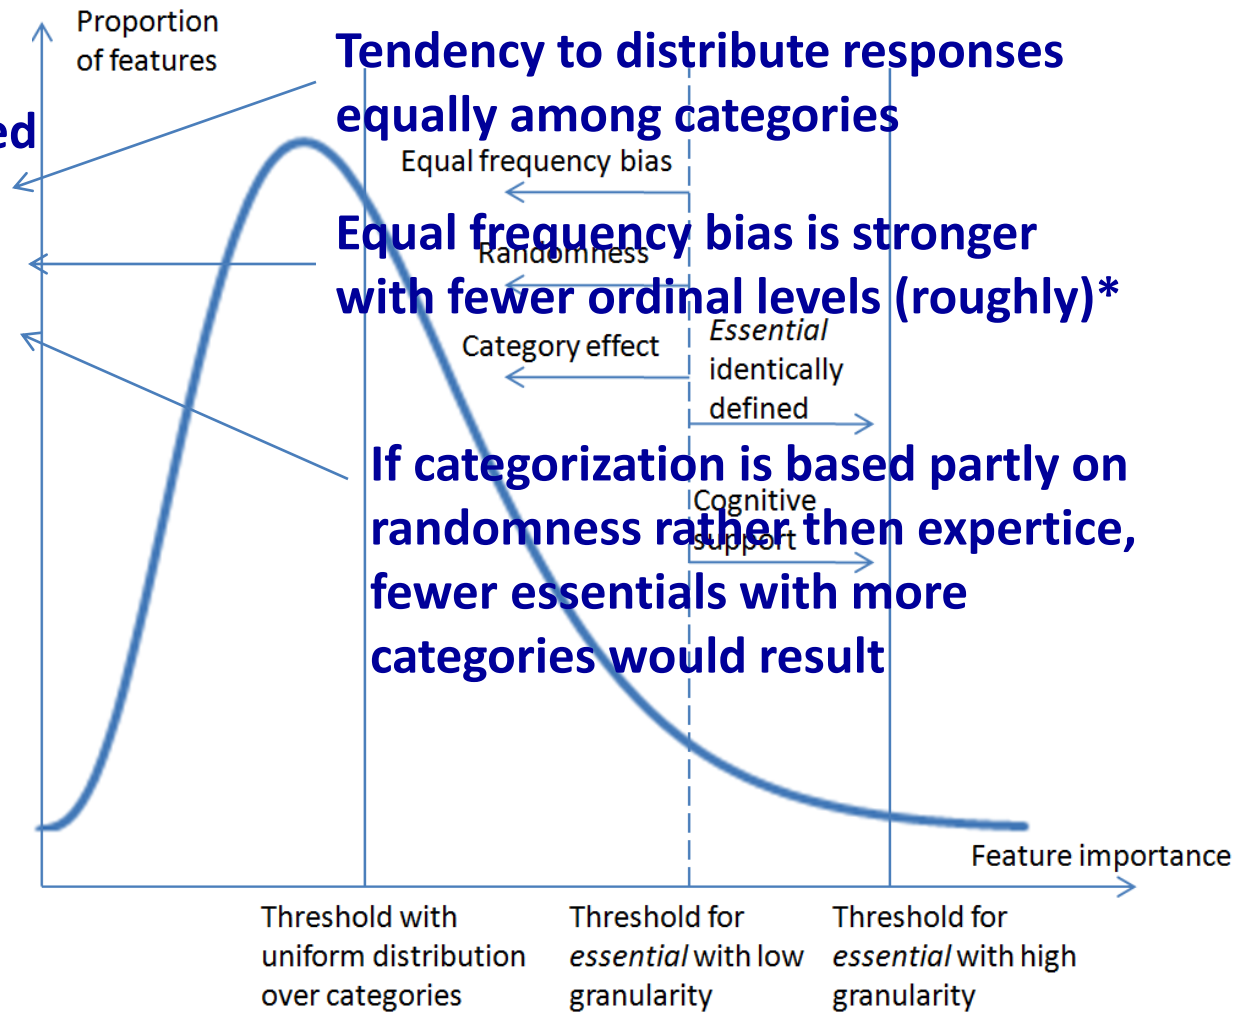 Proportion
of features
Tendency to distribute responses
equally among categories
ed
Equal frequency bias
Equal frequency bias is stronger
with fewer ordinal levels (roughly)*
Randomness
Category effect
Essential
identically
defined
If categorization is based partly on
randomness rather then expertice,
fewer essentials with more
categories would result
Cognitive
support
Feature importance
Threshold with
uniform distribution
over categories
Threshold for
essential with low
granularity
Threshold for
essential with high
granularity